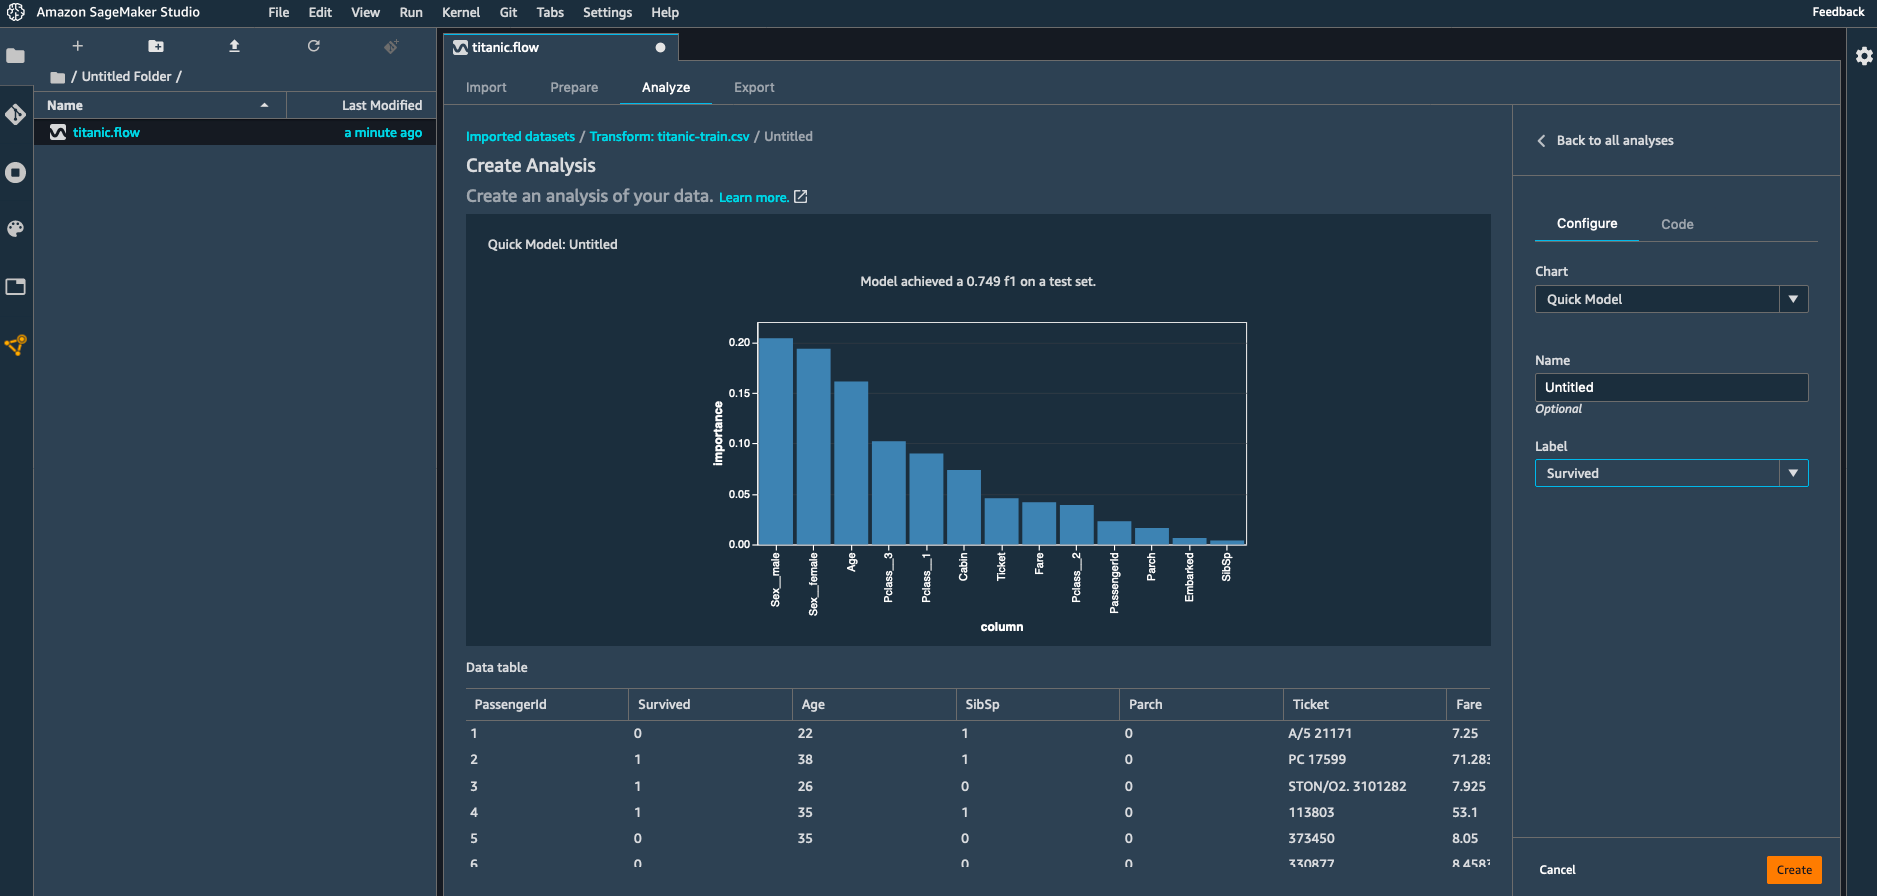 Amazon SageMaker Studio File Edit View Run Kernel Git Tabs Settings Help Feedback
/ Untitled Folder /
Name Last Modified
titanic.flow a minute ago
titanic.flow
Import Prepare Analyze Export
Imported datasets / Transform: titanic-train.csv / Untitled
Create Analysis
Create an analysis of your data. Learn more.
Quick Model: Untitled
Model achieved a 0.749 f1 on a test set.
0.20
0.15
0.10
0.05
0.00
importance
Sex__male
Sex__female
Age
Pclass__3
Pclass__1
Cabin
Ticket
Fare
Pclass__2
PassengerId
Parch
Embarked
SibSp
column
Data table
PassengerId Survived Age SibSp Parch Ticket Fare
1 0 22 1 0 A/5 21171 7.25
2 1 38 1 0 PC 17599 71.283
3 1 26 0 0 STON/O2. 3101282 7.925
4 1 35 1 0 113803 53.1
5 0 35 0 0 373450 8.05
6 0 0 0 330877 8.4583
Back to all analyses
Configure Code
Chart
Quick Model
Name
Untitled
Optional
Label
Survived
Cancel Create